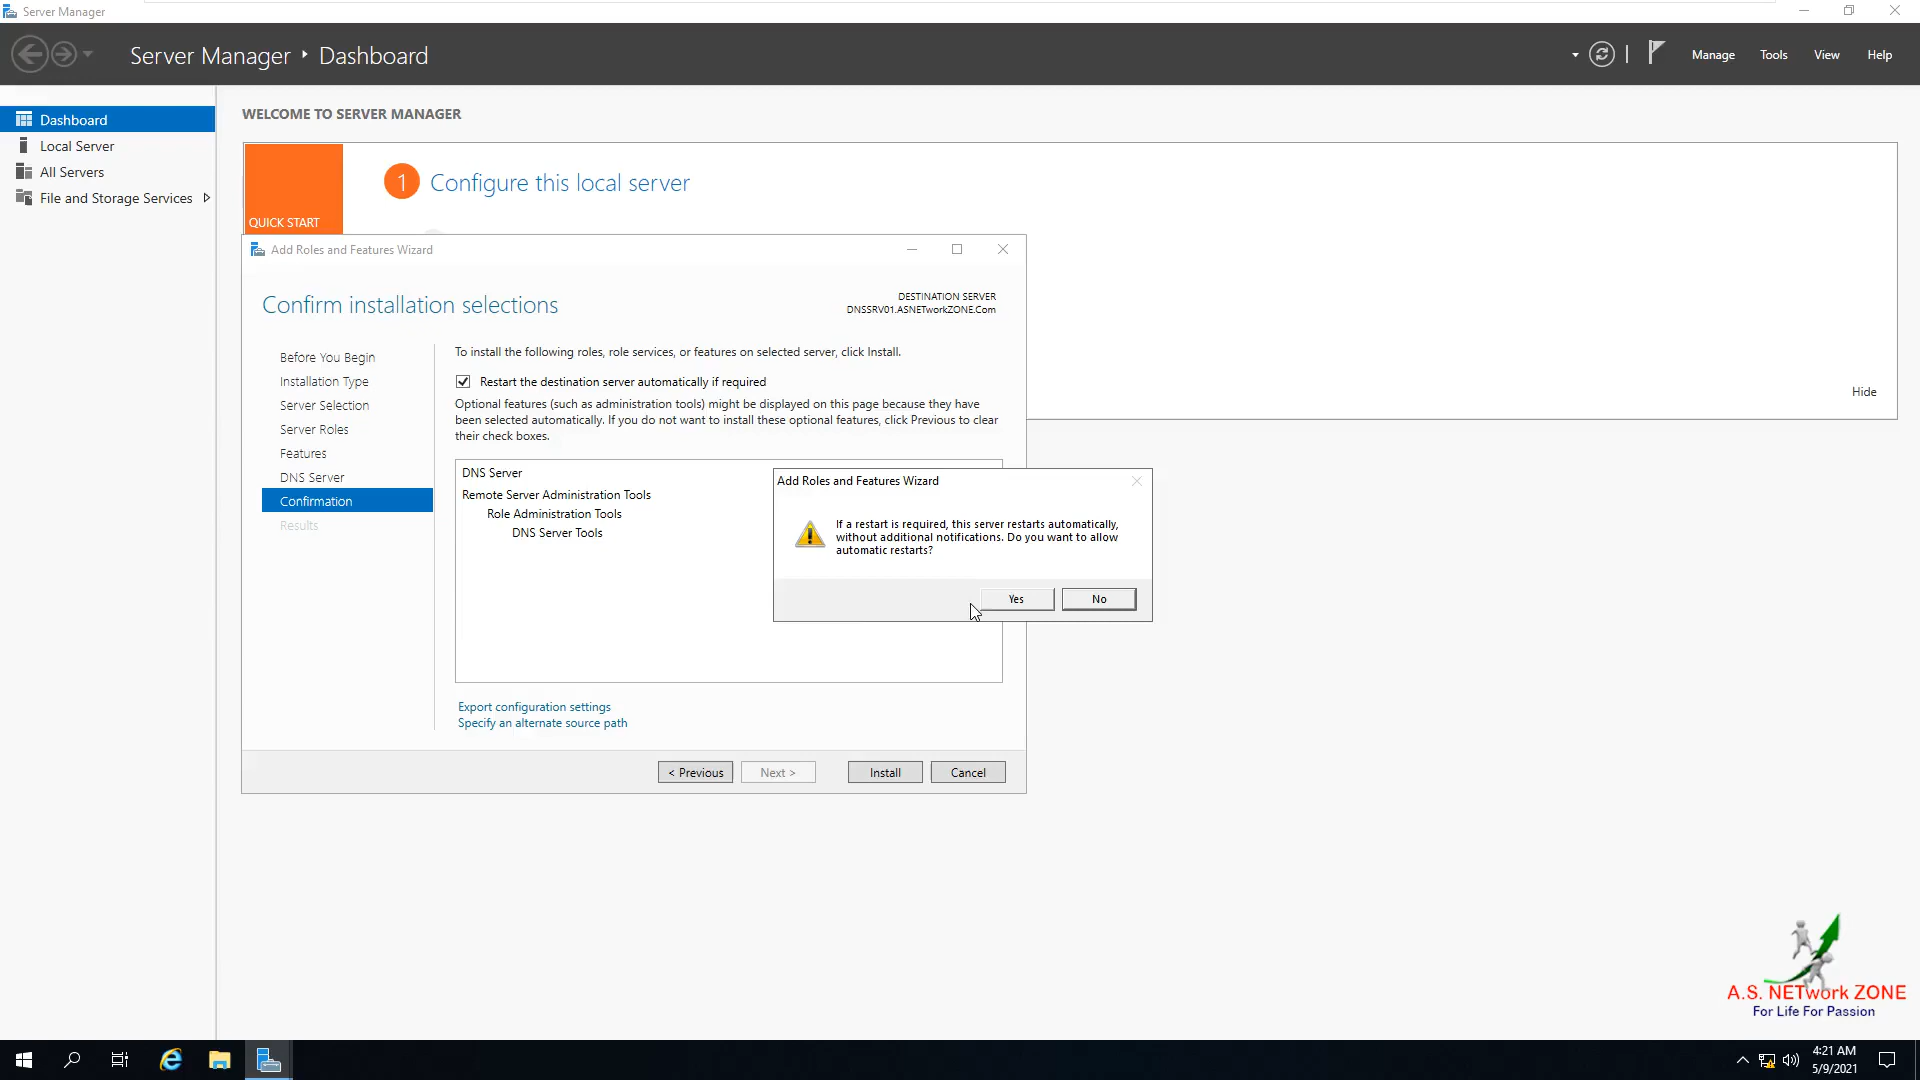 Server Manager
Server Manager ‣ Dashboard
Manage
Tools
View
Help
Dashboard
Local Server
All Servers
File and Storage Services
WELCOME TO SERVER MANAGER
1
Configure this local server
QUICK START
Hide
Add Roles and Features Wizard
Confirm installation selections
DESTINATION SERVER
DNSSRV01.ASNETworkZONE.Com
Before You Begin
Installation Type
Server Selection
Server Roles
Features
DNS Server
Confirmation
Results
To install the following roles, role services, or features on selected server, click Install.
Restart the destination server automatically if required
Optional features (such as administration tools) might be displayed on this page because they have
been selected automatically. If you do not want to install these optional features, click Previous to clear
their check boxes.
DNS Server
Remote Server Administration Tools
Role Administration Tools
DNS Server Tools
Add Roles and Features Wizard
If a restart is required, this server restarts automatically,
without additional notifications. Do you want to allow
automatic restarts?
Yes
No
Export configuration settings
Specify an alternate source path
< Previous
Next >
Install
Cancel
A.S. NETwork ZONE
For Life For Passion
4:21 AM
5/9/2021